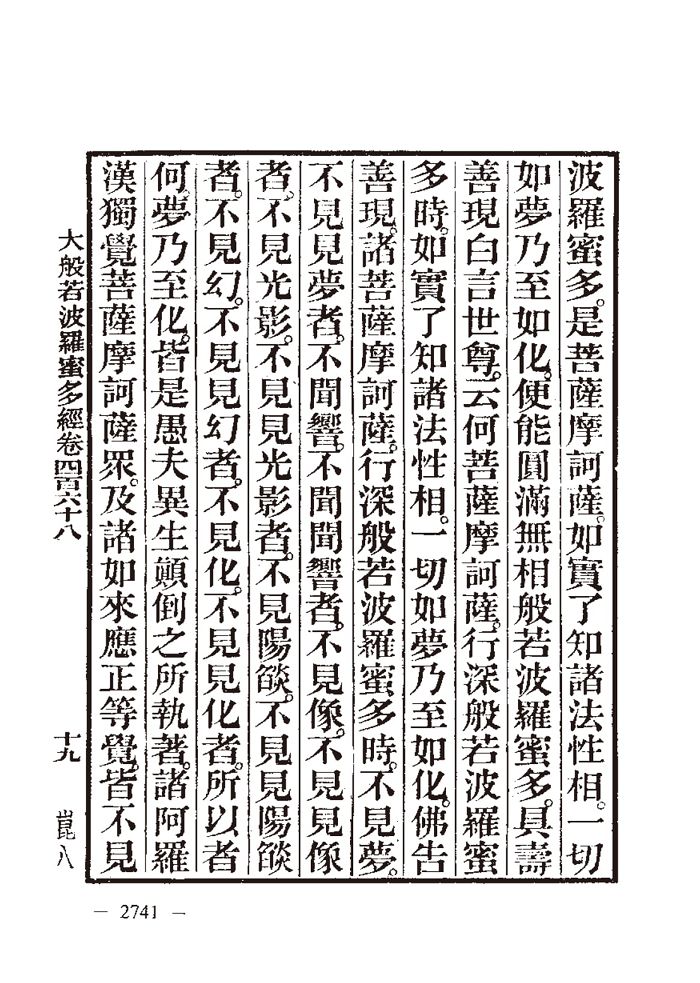 波羅蜜多。是菩薩摩訶薩。如實了知諸法性相。一切
如夢乃至如化。便能圓滿無相般若波羅蜜多。具壽
善現白言世尊。云何菩薩摩訶薩。行深般若波羅蜜
多時。如實了知諸法性相。一切如夢乃至如化。佛告
善現。諸菩薩摩訶薩。行深般若波羅蜜多時。不見夢。
不見見夢者。不聞響。不聞聞響者。不見像。不見見像
者。不見光影。不見見光影者。不見陽燄。不見見陽燄
者。不見幻。不見見幻者。不見化。不見見化者。所以者
何。夢乃至化。皆是愚夫異生顚倒之所執著。諸阿羅
漢獨覺菩薩摩訶薩眾。及諸如來應正等覺。皆不見
大般若波羅蜜多經卷四百六十八 十九 崑八
— 2741 —